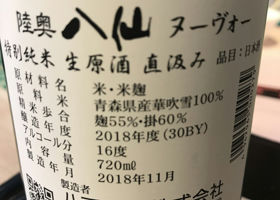 陸奥 八仙 ヌーヴォー
特別純米 生原酒 直汲み 品目:日本
原材料名 米・米麹
原料米 青森県産華吹雪100%
精米歩合 麹55%・掛60%
醸造年度 2018年度(30BY)
アルコール分 16度
内容量 720㎖
製造年月 2018年11月
製造者